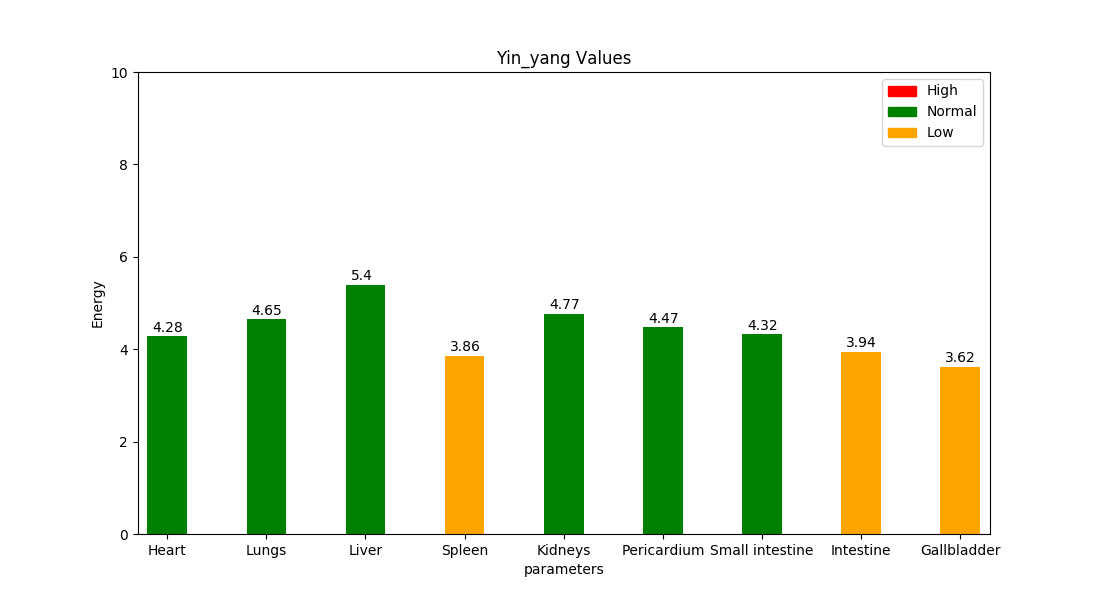 Yin_yang Values
High
Normal
Low
Energy
10
8
6
4
2
0
4.28
4.65
5.4
3.86
4.77
4.47
4.32
3.94
3.62
Heart Lungs Liver Spleen Kidneys Pericardium Small intestine Intestine Gallbladder
parameters